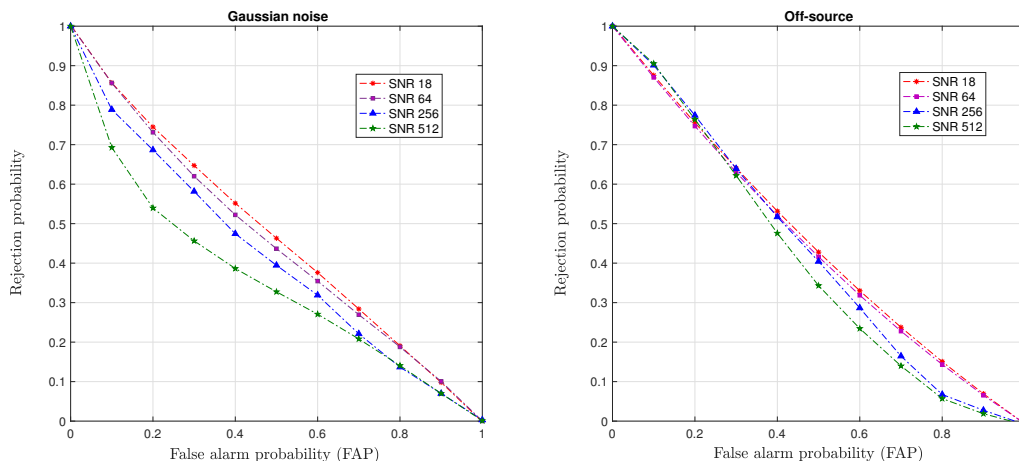 Gaussian noise
1
0.9
0.8
0.7
0.6
0.5
0.4
0.3
0.2
0.1
0
0 0.2 0.4 0.6 0.8 1
Rejection probability
False alarm probability (FAP)
SNR 18
SNR 64
SNR 256
SNR 512
Off-source
1
0.9
0.8
0.7
0.6
0.5
0.4
0.3
0.2
0.1
0
0 0.2 0.4 0.6 0.8
Rejection probability
False alarm probability (FAP)
SNR 18
SNR 64
SNR 256
SNR 512